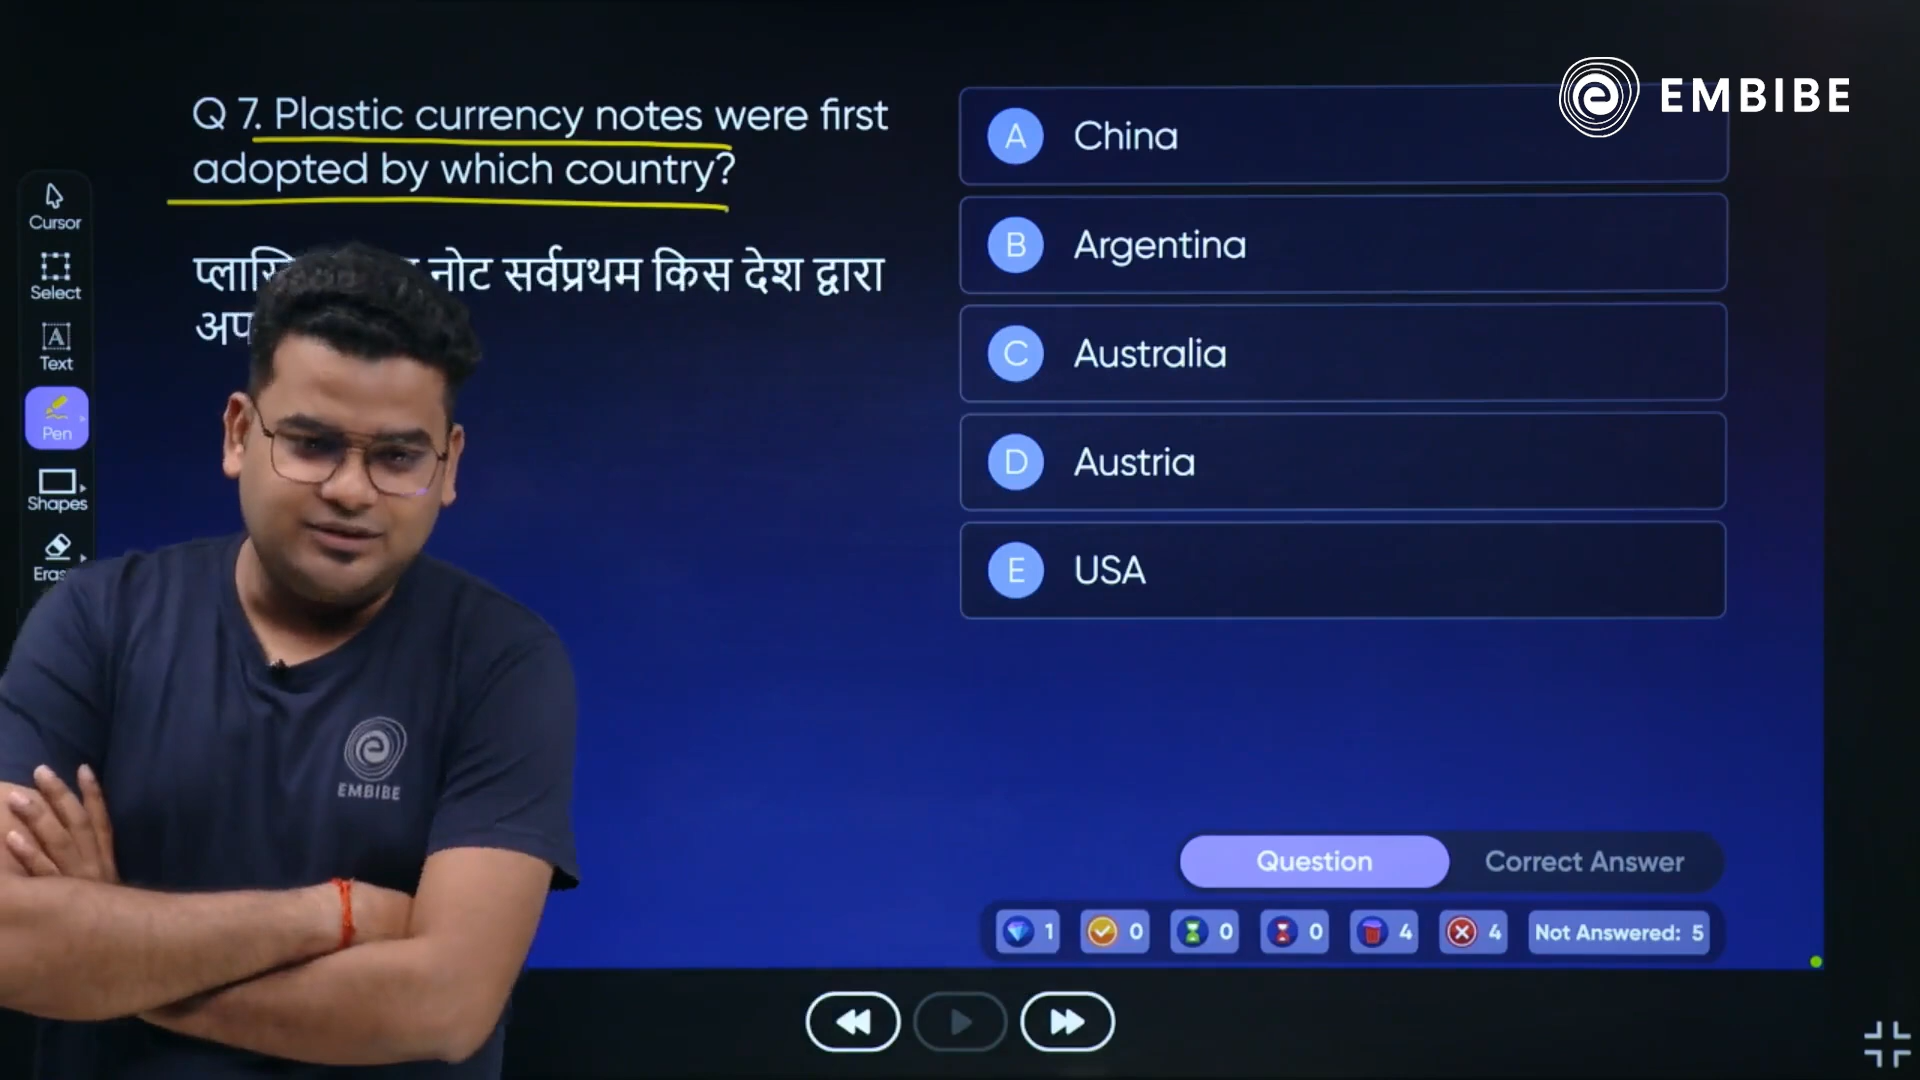 EMBIBE
Q 7. Plastic currency notes were first
adopted by which country?
नोट सर्वप्रथम किस देश द्वारा
A China
B Argentina
C Australia
D Austria
E USA
Cursor
Select
Text
Pen
Shapes
EMBIBE
Question
Correct Answer
1
0
0
0
4
4
Not Answered: 5